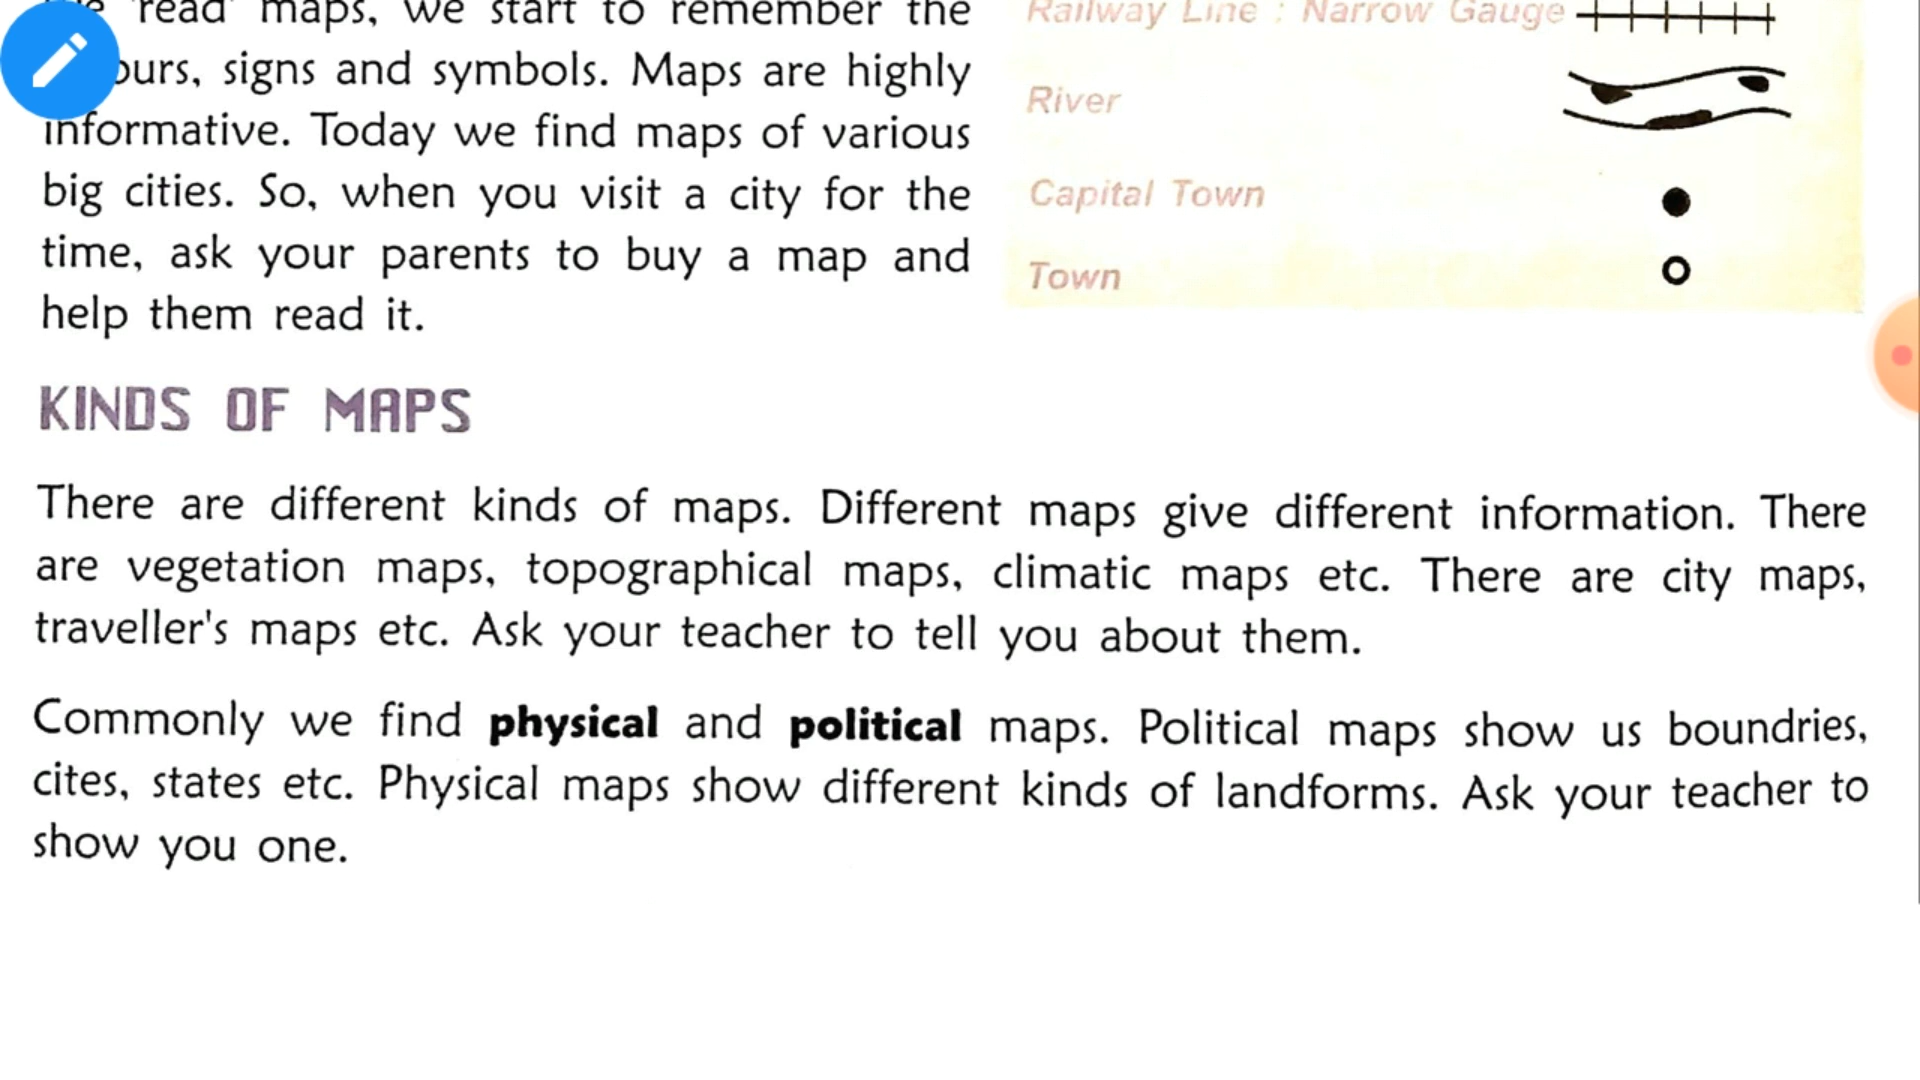 read maps, we start to remember the
ours, signs and symbols. Maps are highly
informative. Today we find maps of various
big cities. So, when you visit a city for the
time, ask your parents to buy a map and
help them read it.
Railway Line : Narrow Gauge
River
Capital Town
Town
KINDS OF MAPS
There are different kinds of maps. Different maps give different information. There
are vegetation maps, topographical maps, climatic maps etc. There are city maps,
traveller's maps etc. Ask your teacher to tell you about them.
Commonly we find physical and political maps. Political maps show us boundries,
cites, states etc. Physical maps show different kinds of landforms. Ask your teacher to
show you one.